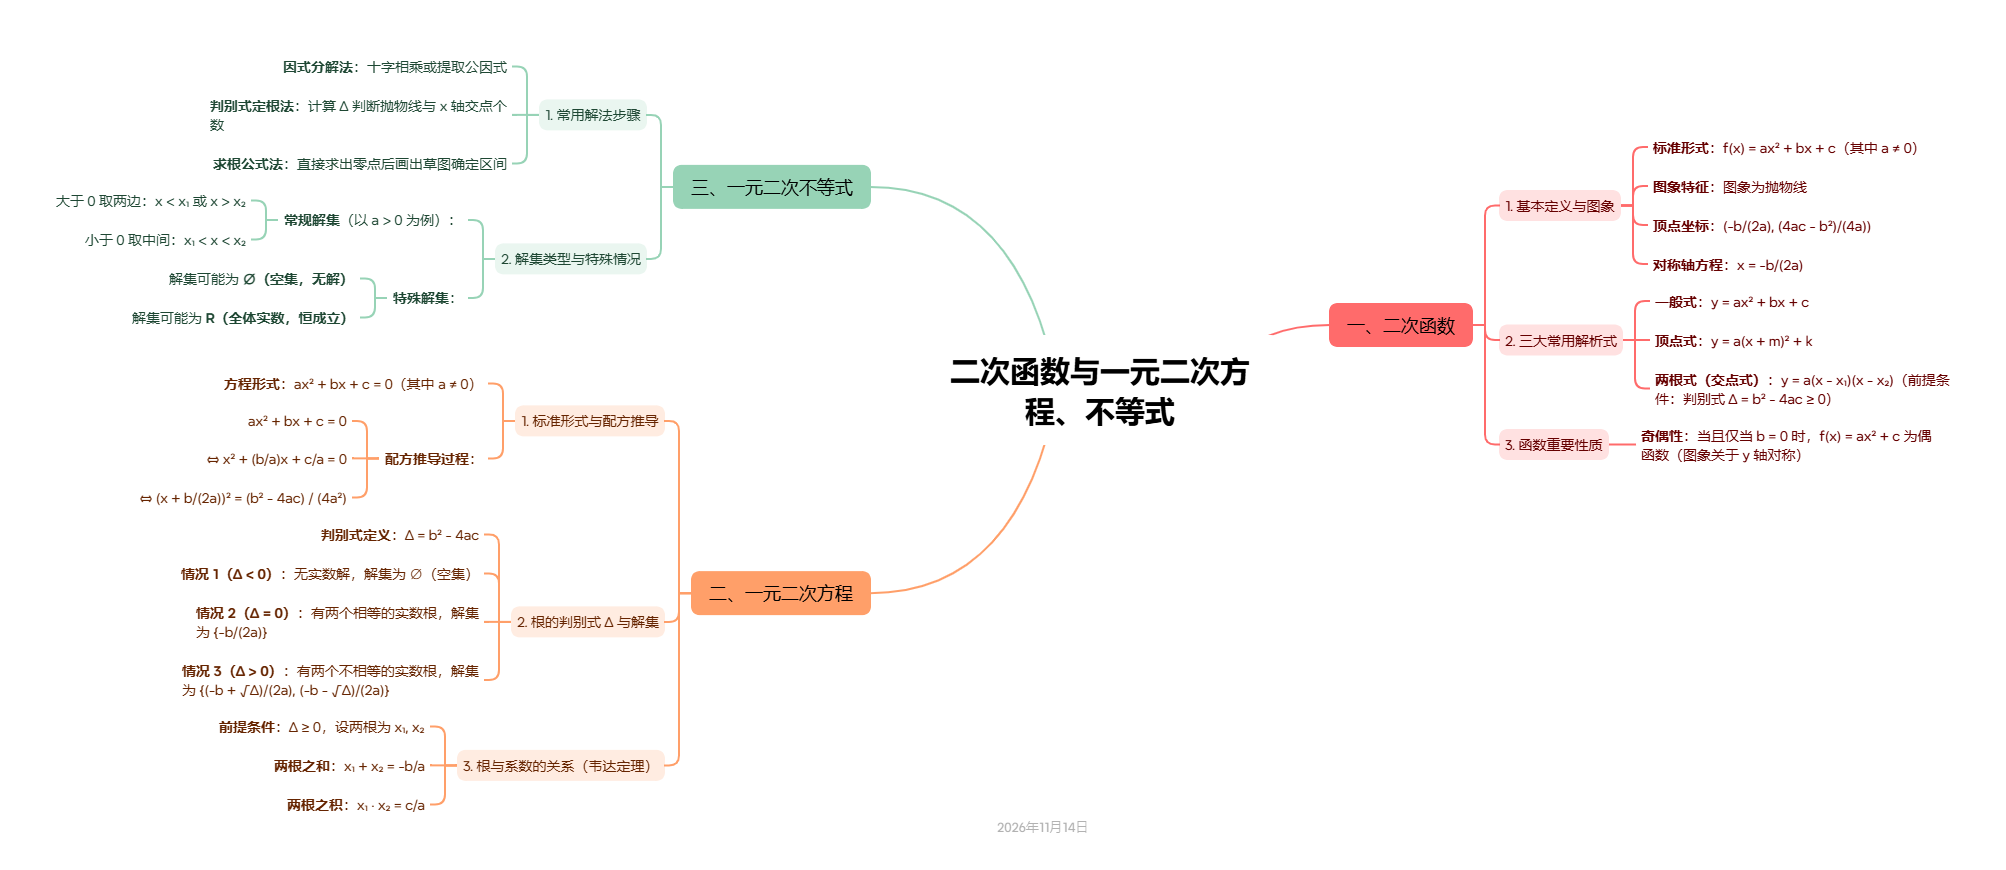 二次函数与一元二次方
程、不等式
一、二次函数
1. 基本定义与图象
标准形式：f(x) = ax² + bx + c（其中 a ≠ 0）
图象特征：图象为抛物线
顶点坐标：(-b/(2a), (4ac - b²)/(4a))
对称轴方程：x = -b/(2a)
2. 三大常用解析式
一般式：y = ax² + bx + c
顶点式：y = a(x + m)² + k
两根式（交点式）：y = a(x - x₁)(x - x₂)（前提条
件：判别式 Δ = b² - 4ac ≥ 0）
3. 函数重要性质
奇偶性：当且仅当 b = 0 时，f(x) = ax² + c 为偶
函数（图象关于 y 轴对称）
二、一元二次方程
1. 标准形式与配方推导
方程形式：ax² + bx + c = 0（其中 a ≠ 0）
配方推导过程：
ax² + bx + c = 0
⇔ x² + (b/a)x + c/a = 0
⇔ (x + b/(2a))² = (b² - 4ac) / (4a²)
2. 根的判别式 Δ 与解集
判别式定义：Δ = b² - 4ac
情况 1（Δ < 0）：无实数解，解集为 ∅（空集）
情况 2（Δ = 0）：有两个相等的实数根，解集
为 {-b/(2a)}
情况 3（Δ > 0）：有两个不相等的实数根，解集
为 {(-b + √Δ)/(2a), (-b - √Δ)/(2a)}
3. 根与系数的关系（韦达定理）
前提条件：Δ ≥ 0，设两根为 x₁, x₂
两根之和：x₁ + x₂ = -b/a
两根之积：x₁ · x₂ = c/a
三、一元二次不等式
1. 常用解法步骤
因式分解法：十字相乘或提取公因式
判别式定根法：计算 Δ 判断抛物线与 x 轴交点个
数
求根公式法：直接求出零点后画出草图确定区间
2. 解集类型与特殊情况
常规解集（以 a > 0 为例）：
大于 0 取两边：x < x₁ 或 x > x₂
小于 0 取中间：x₁ < x < x₂
特殊解集：
解集可能为 ∅（空集，无解）
解集可能为 R（全体实数，恒成立）
2026年11月14日